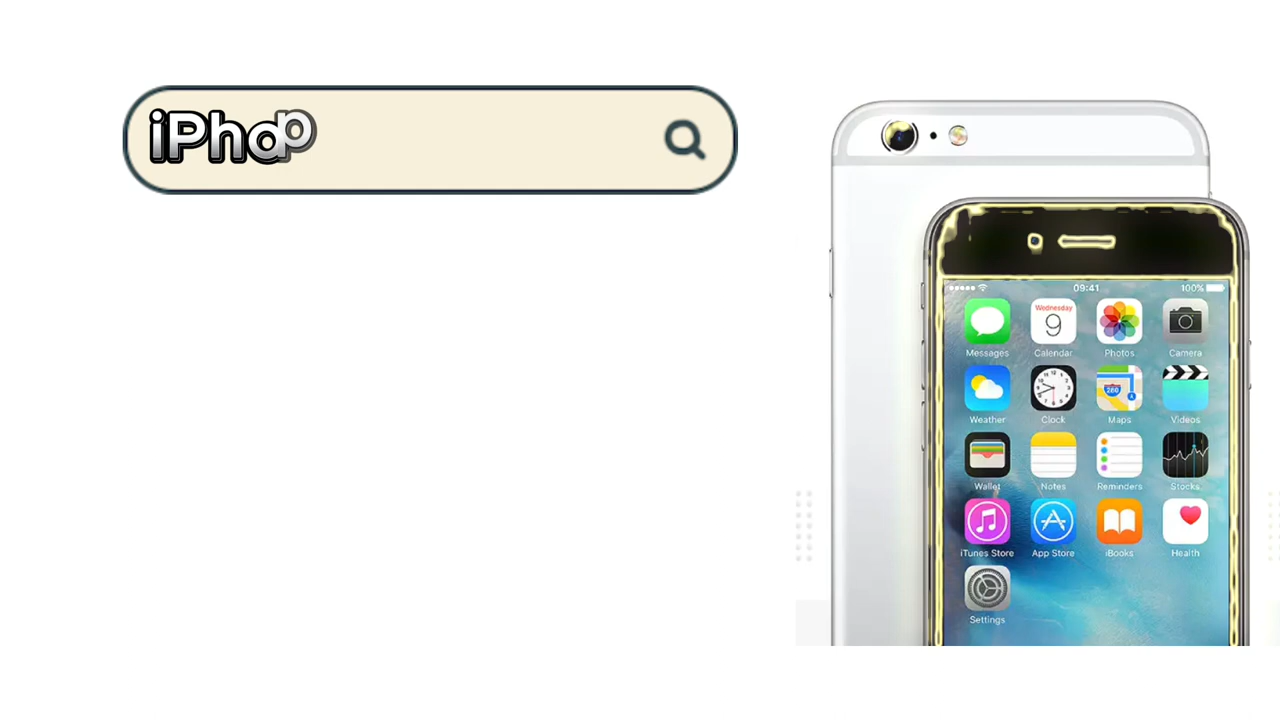 iPhop
09:41
100%
Wednesday
9
Messages
Calendar
Photos
Camera
280
Weather
Clock
Maps
Videos
Wallet
Notes
Reminders
Stocks
iTunes Store
App Store
iBooks
Health
Settings